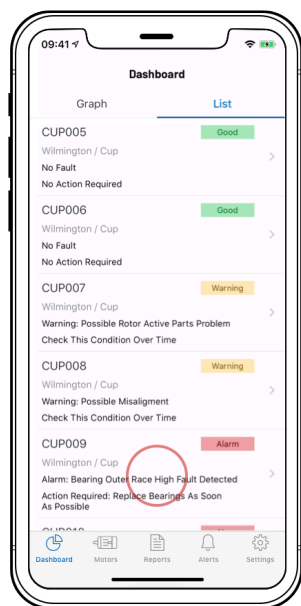 09:41
Dashboard
Graph List
CUP005 Good
Wilmington / Cup
No Fault
No Action Required
CUP006 Good
Wilmington / Cup
No Fault
No Action Required
CUP007 Warning
Wilmington / Cup
Warning: Possible Rotor Active Parts Problem
Check This Condition Over Time
CUP008 Warning
Wilmington / Cup
Warning: Possible Misaligment
Check This Condition Over Time
CUP009 Alarm
Wilmington / Cup
Alarm: Bearing Outer Race High Fault Detected
Action Required: Replace Bearings As Soon
As Possible
Dashboard Motors Reports Alerts Settings